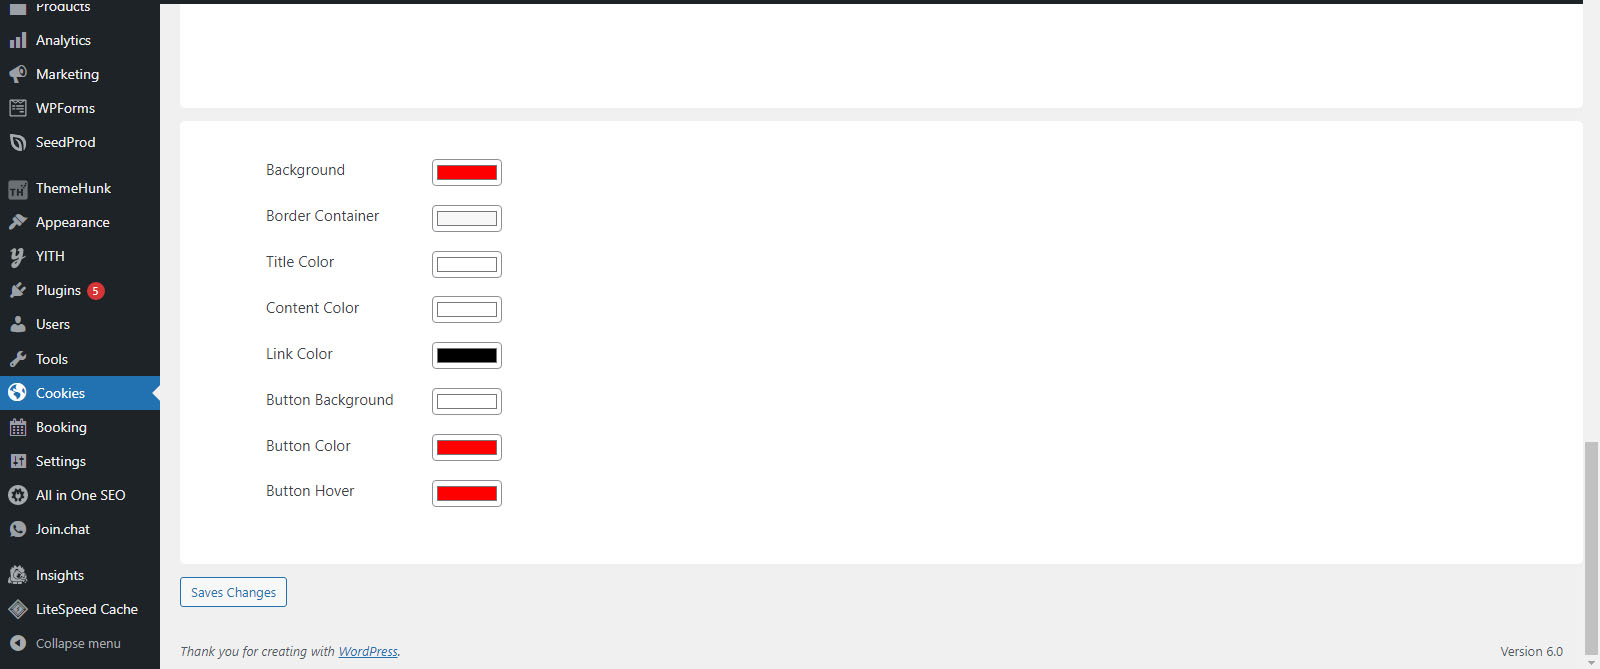 Products
Analytics
Marketing
WPForms
SeedProd
TH
ThemeHunk
Appearance
YITH
Plugins 5
Users
Tools
Cookies
Booking
Settings
All in One SEO
Join.chat
Insights
LiteSpeed Cache
Collapse menu
Background
Border Container
Title Color
Content Color
Link Color
Button Background
Button Color
Button Hover
Saves Changes
Thank you for creating with WordPress.
Version 6.0